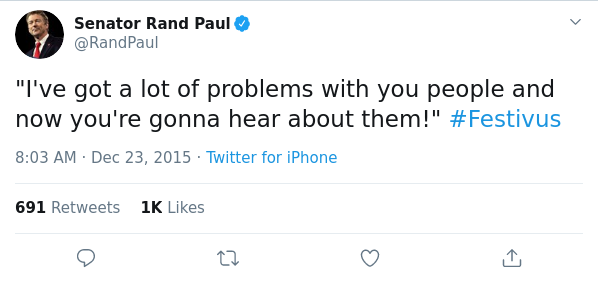 Senator Rand Paul
@RandPaul
"I've got a lot of problems with you people and
now you're gonna hear about them!" #Festivus
8:03 AM · Dec 23, 2015 · Twitter for iPhone
691 Retweets 1K Likes